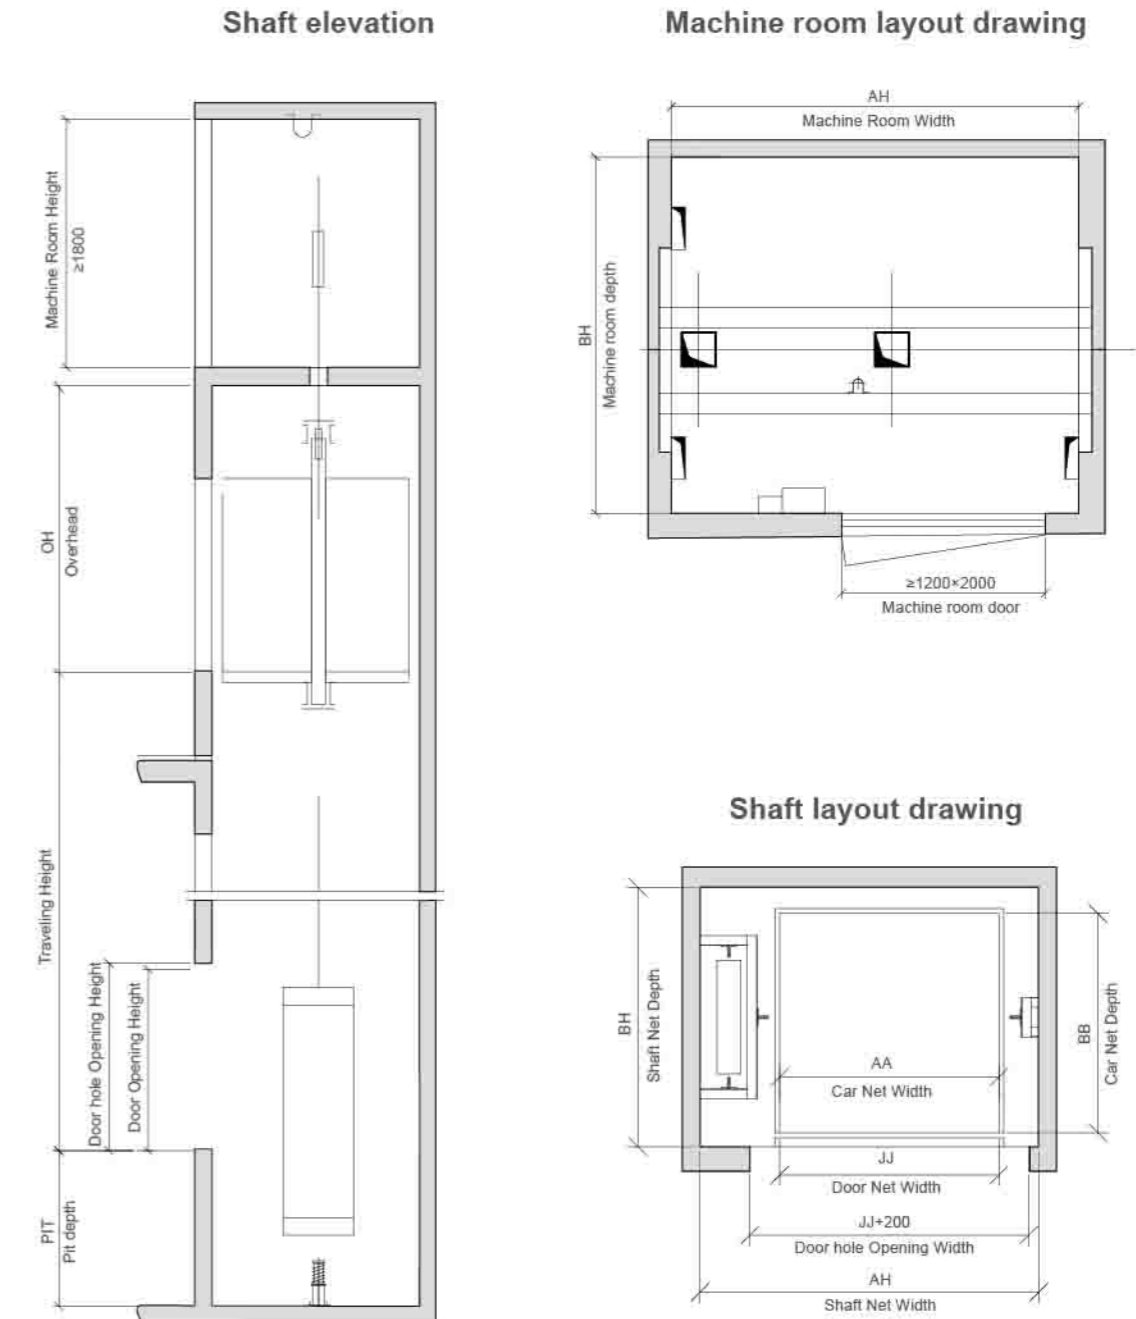 Shaft elevation
Machine Room Height
≥1800
OH
Overhead
Traveling Height
Door hole Opening Height
Door Opening Height
PIT
Pit depth
Machine room layout drawing
AH
Machine Room Width
BH
Machine room depth
≥1200×2000
Machine room door
Shaft layout drawing
BH
Shaft Net Depth
AA
Car Net Width
BB
Car Net Depth
JJ
Door Net Width
JJ+200
Door hole Opening Width
AH
Shaft Net Width